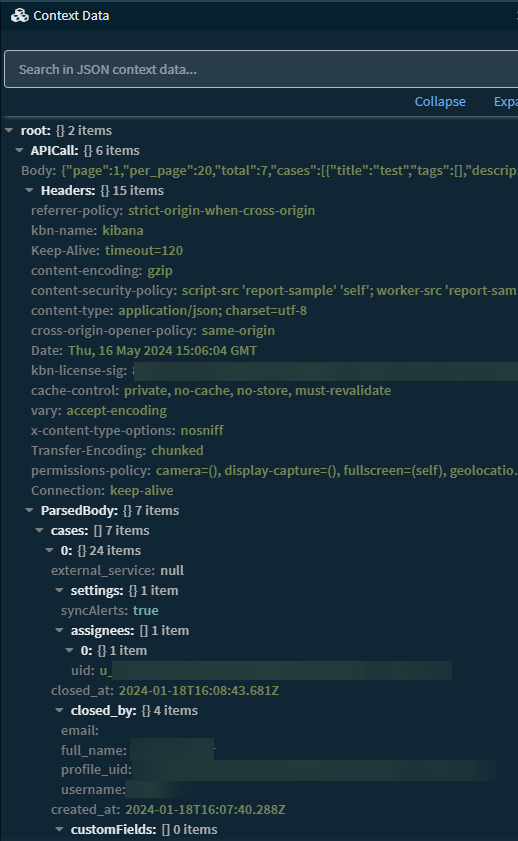 Context Data
Search in JSON context data...
Collapse Expa
root: {} 2 items
APICall: {} 6 items
Body: {"page":1,"per_page":20,"total":7,"cases":[{"title":"test","tags":[],"descrip
Headers: {} 15 items
referrer-policy: strict-origin-when-cross-origin
kbn-name: kibana
Keep-Alive: timeout=120
content-encoding: gzip
content-security-policy: script-src 'report-sample' 'self'; worker-src 'report-sam
content-type: application/json; charset=utf-8
cross-origin-opener-policy: same-origin
Date: Thu, 16 May 2024 15:06:04 GMT
kbn-license-sig:
cache-control: private, no-cache, no-store, must-revalidate
vary: accept-encoding
x-content-type-options: nosniff
Transfer-Encoding: chunked
permissions-policy: camera=(), display-capture=(), fullscreen=(self), geolocatio.
Connection: keep-alive
ParsedBody: {} 7 items
cases: [] 7 items
0: {} 24 items
external_service: null
settings: {} 1 item
syncAlerts: true
assignees: [] 1 item
0: {} 1 item
uid: u_
closed_at: 2024-01-18T16:08:43.681Z
closed_by: {} 4 items
email:
full_name:
profile_uid:
username:
created_at: 2024-01-18T16:07:40.288Z
customFields: [] 0 items